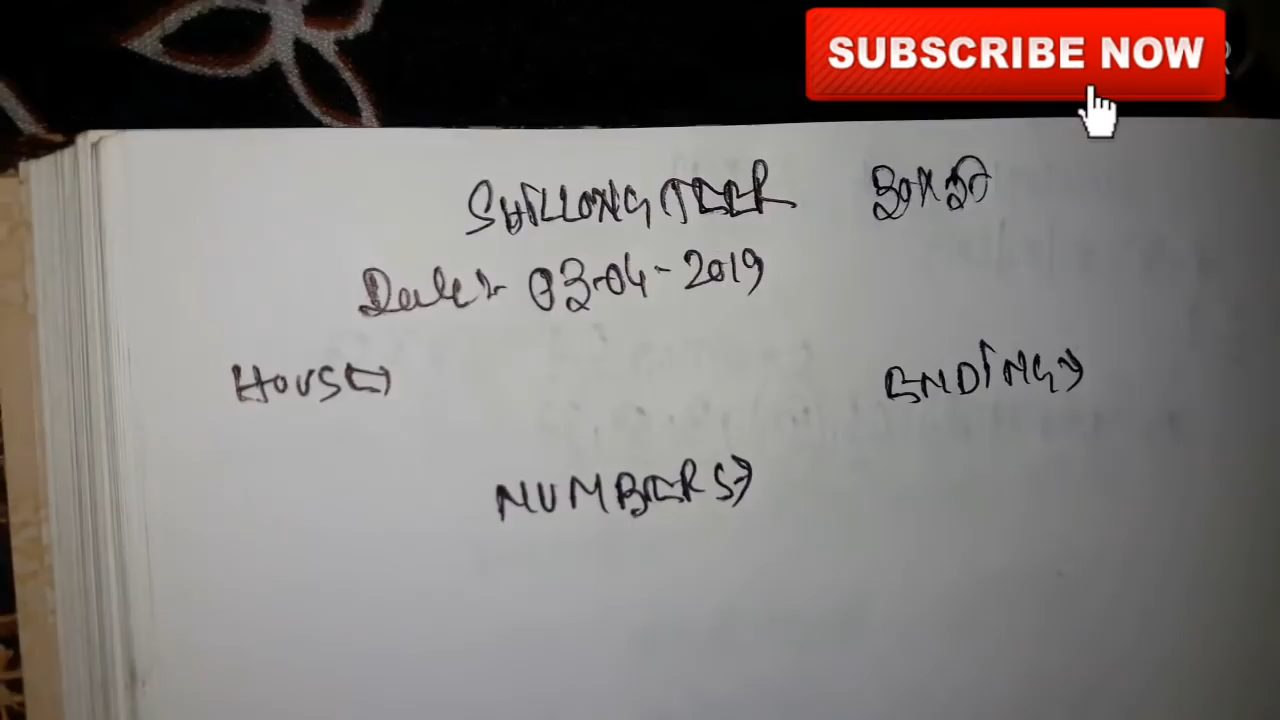 SUBSCRIBE NOW
SHILLONG TEER
Date:- 03-04-2019
HOUSE→ ENDING→
NUMBERS→